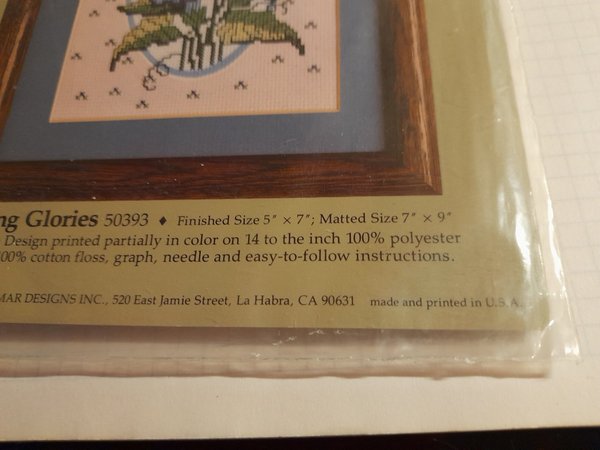 ng Glories 50393 ♦ Finished Size 5″ × 7″; Matted Size 7″ × 9″
Design printed partially in color on 14 to the inch 100% polyester
00% cotton floss, graph, needle and easy-to-follow instructions.
MAR DESIGNS INC., 520 East Jamie Street, La Habra, CA 90631 made and printed in U.S.A.